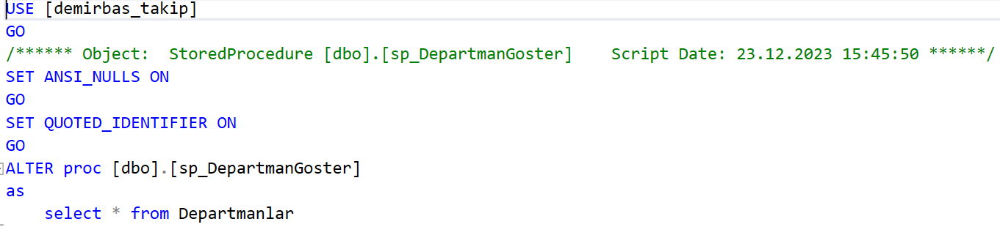 USE [demirbas_takip]
GO
/****** Object:  StoredProcedure [dbo].[sp_DepartmanGoster]    Script Date: 23.12.2023 15:45:50 ******/
SET ANSI_NULLS ON
GO
SET QUOTED_IDENTIFIER ON
GO
ALTER proc [dbo].[sp_DepartmanGoster]
as
    select * from Departmanlar